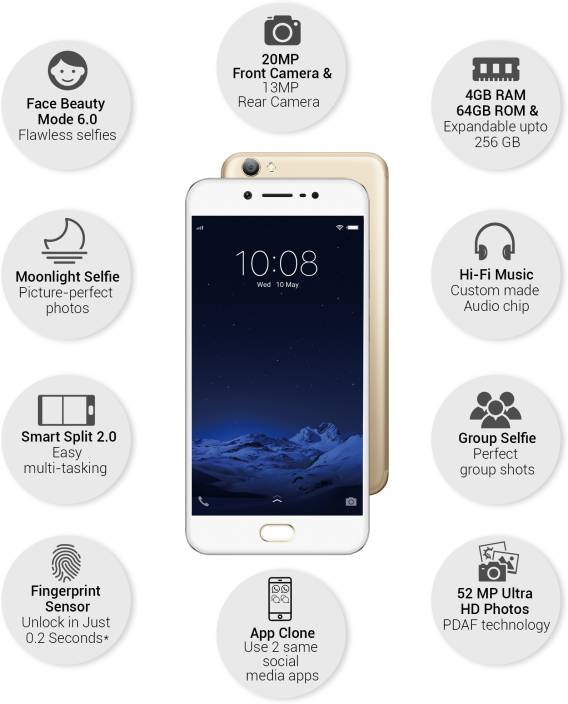 20MP
Front Camera &
13MP
Rear Camera
Face Beauty
Mode 6.0
Flawless selfies
4GB RAM
64GB ROM &
Expandable upto
256 GB
Moonlight Selfie
Picture-perfect
photos
10:08
Wed 10 May
Hi-Fi Music
Custom made
Audio chip
Smart Split 2.0
Easy
multi-tasking
Group Selfie
Perfect
group shots
Fingerprint
Sensor
Unlock in Just
0.2 Seconds*
App Clone
Use 2 same
social
media apps
52 MP Ultra
HD Photos
PDAF technology